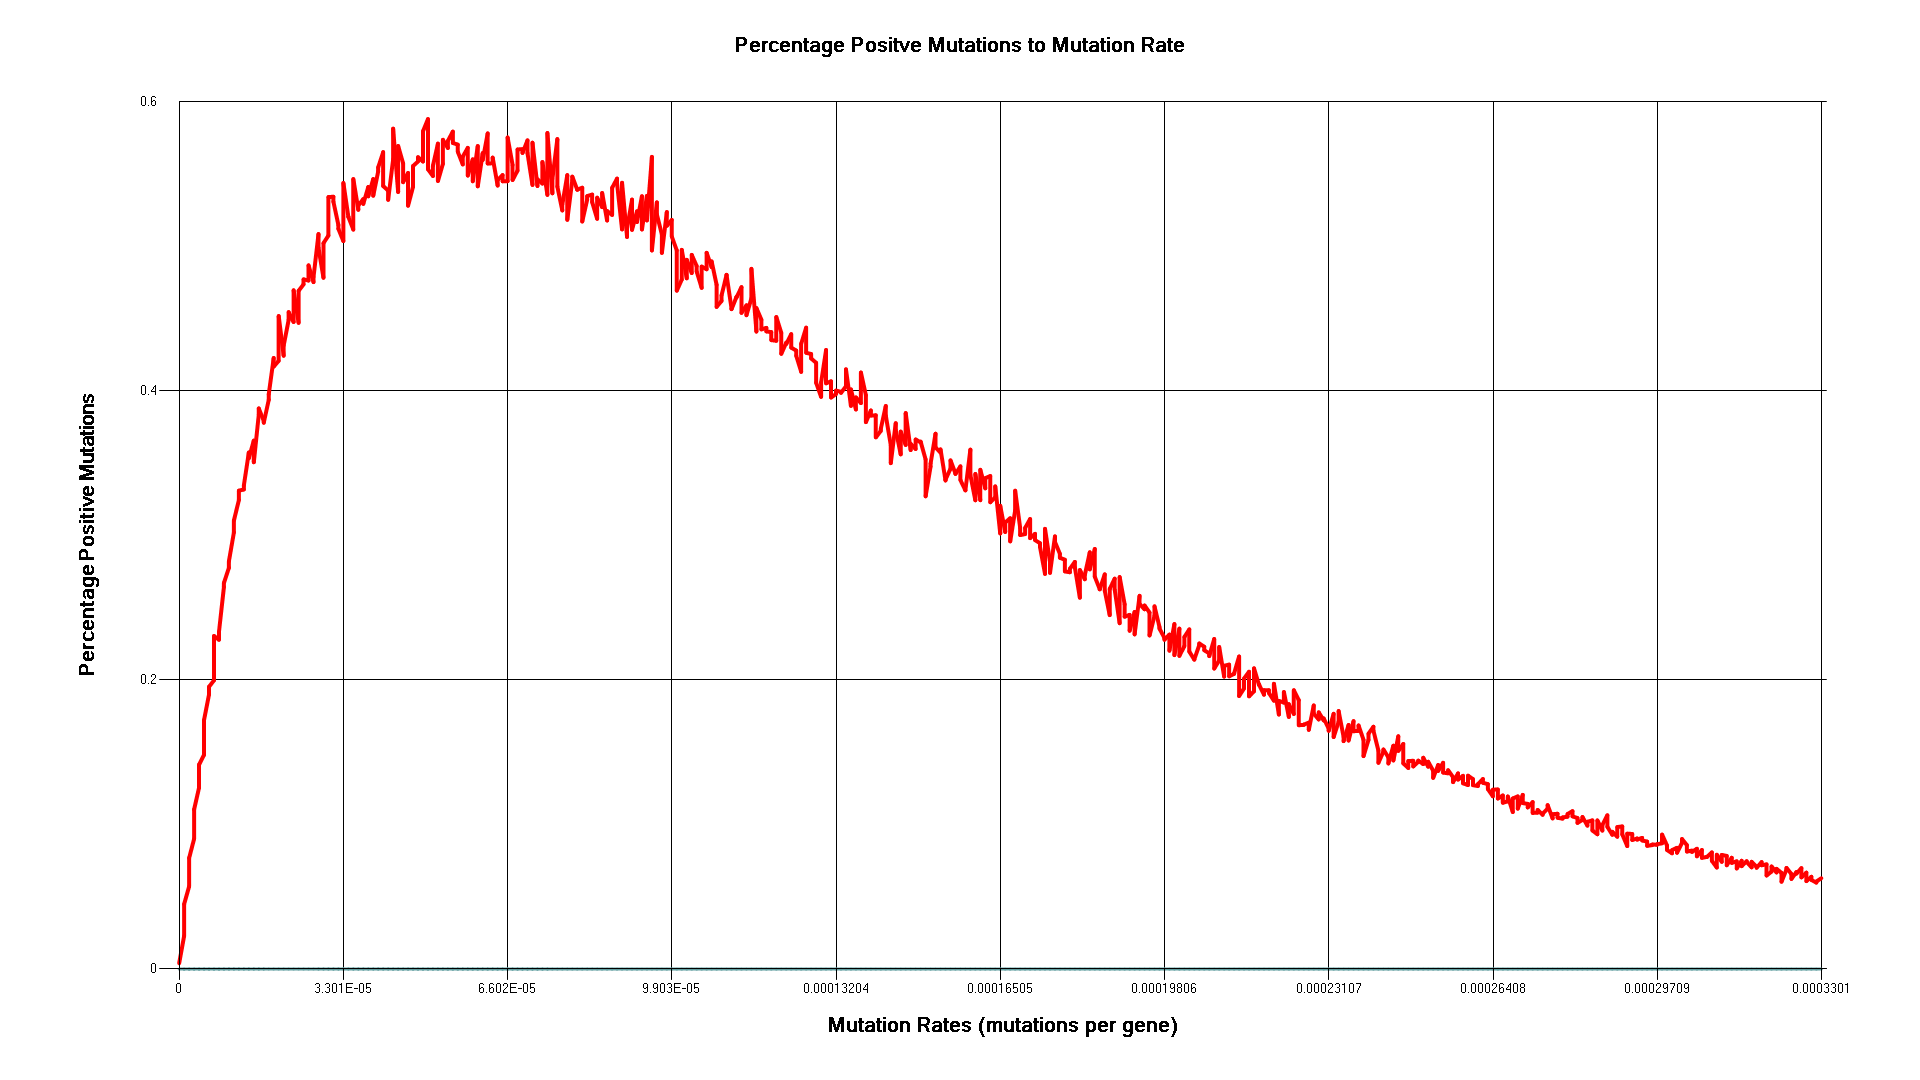 Percentage Positve Mutations to Mutation Rate
0.6
0.4
0.2
0
Percentage Positive Mutations
0 3.301E-05 6.602E-05 9.903E-05 0.00013204 0.00016505 0.00019806 0.00023107 0.00026408 0.00029709 0.0003301
Mutation Rates (mutations per gene)